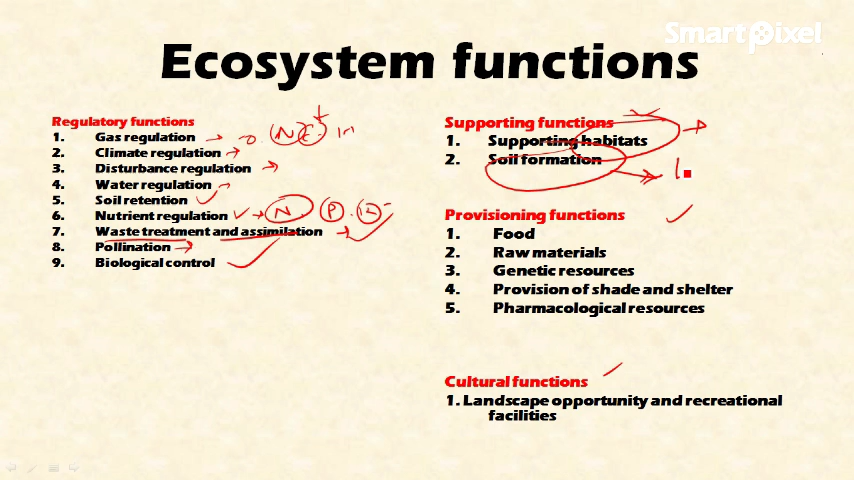 SmartPixel
Ecosystem functions
Regulatory functions
1. Gas regulation
2. Climate regulation
3. Disturbance regulation
4. Water regulation
5. Soil retention
6. Nutrient regulation
7. Waste treatment and assimilation
8. Pollination
9. Biological control
N
N P K
Supporting functions
1. Supporting habitats
2. Soil formation
Provisioning functions
1. Food
2. Raw materials
3. Genetic resources
4. Provision of shade and shelter
5. Pharmacological resources
Cultural functions
1. Landscape opportunity and recreational
facilities